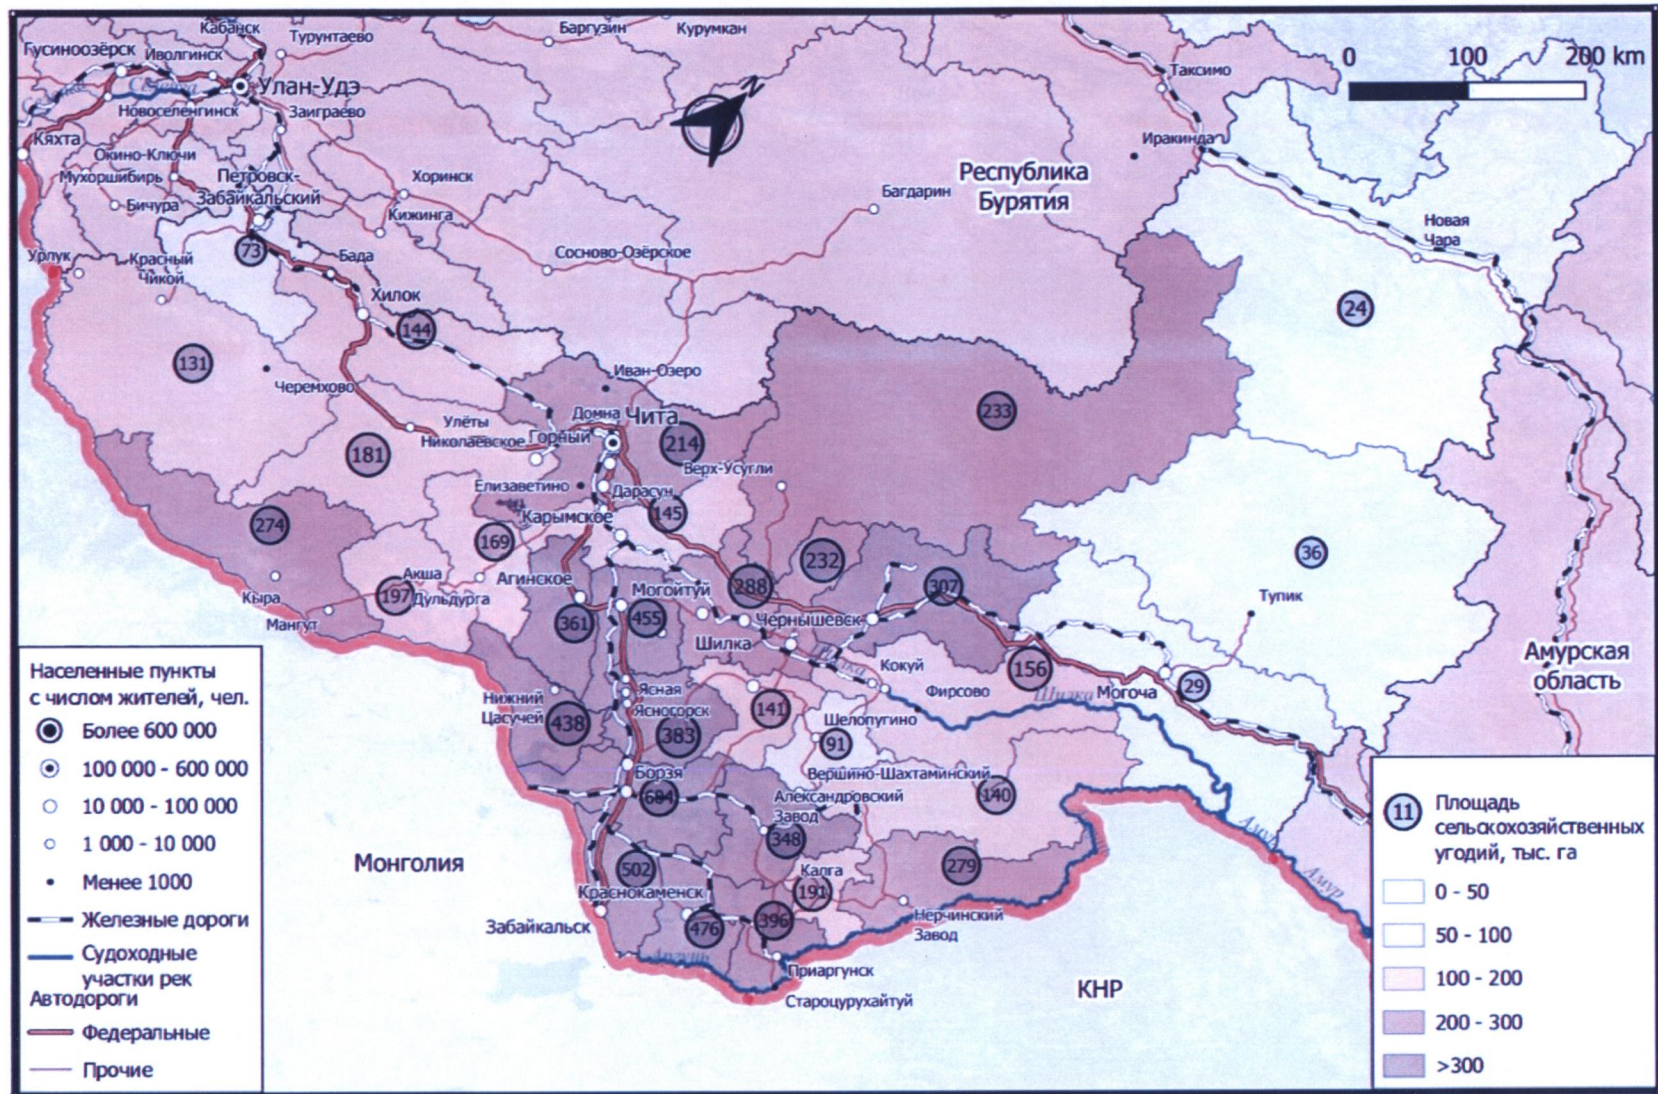 Кабанск
Турунтаево
Баргузин
Курумкан
Гусиноозёрск
Иволгинск
Улан-Удэ
Селенга
Новоселенгинск
Заиграево
Кяхта
Окино-Ключи
Мухоршибирь
Петровск-
Забайкальский
Бичура
Хоринск
Кижинга
Багдарин
Республика
Бурятия
Таксимо
Иракинда
Новая
Чара
N
0 100 200 km
Урлук
Красный
Чикой
73
Бада
Сосново-Озёрское
Хилок
144
131
Черемхово
24
233
Иван-Озеро
Улёты
Николаевское
Горный
Домна
Чита
214
Верх-Усугли
181
Елизаветино
Дарасун
Карымское
145
274
169
232
36
Акша
197
Дульдурга
Агинское
Могойтуй
288
307
Кыра
Мангут
361
455
Чернышевск
Тупик
Шилка
Шилка
Кокуй
156
Шилка
Могоча
29
Фирсово
Амурская
область
Нижний
Цасучей
438
Ясная
Ясногорск
383
141
Шелопугино
91
Вершино-Шахтаминский
140
Борзя
684
Александровский
Завод
348
Амур
Амур
Монголия
502
Краснокаменск
Калга
191
279
Забайкальск
476
396
Нерчинский
Завод
Аргунь
Приаргунск
Староцурухайтуй
КНР
Населенные пункты
с числом жителей, чел.
Более 600 000
100 000 - 600 000
10 000 - 100 000
1 000 - 10 000
Менее 1000
Железные дороги
Судоходные
участки рек
Автодороги
Федеральные
Прочие
11
Площадь
сельскохозяйственных
угодий, тыс. га
0 - 50
50 - 100
100 - 200
200 - 300
>300